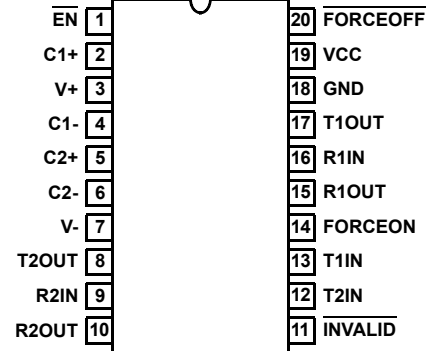 EN 1 20 FORCEOFF
C1+ 2 19 VCC
V+ 3 18 GND
C1- 4 17 T1OUT
C2+ 5 16 R1IN
C2- 6 15 R1OUT
V- 7 14 FORCEON
T2OUT 8 13 T1IN
R2IN 9 12 T2IN
R2OUT 10 11 INVALID